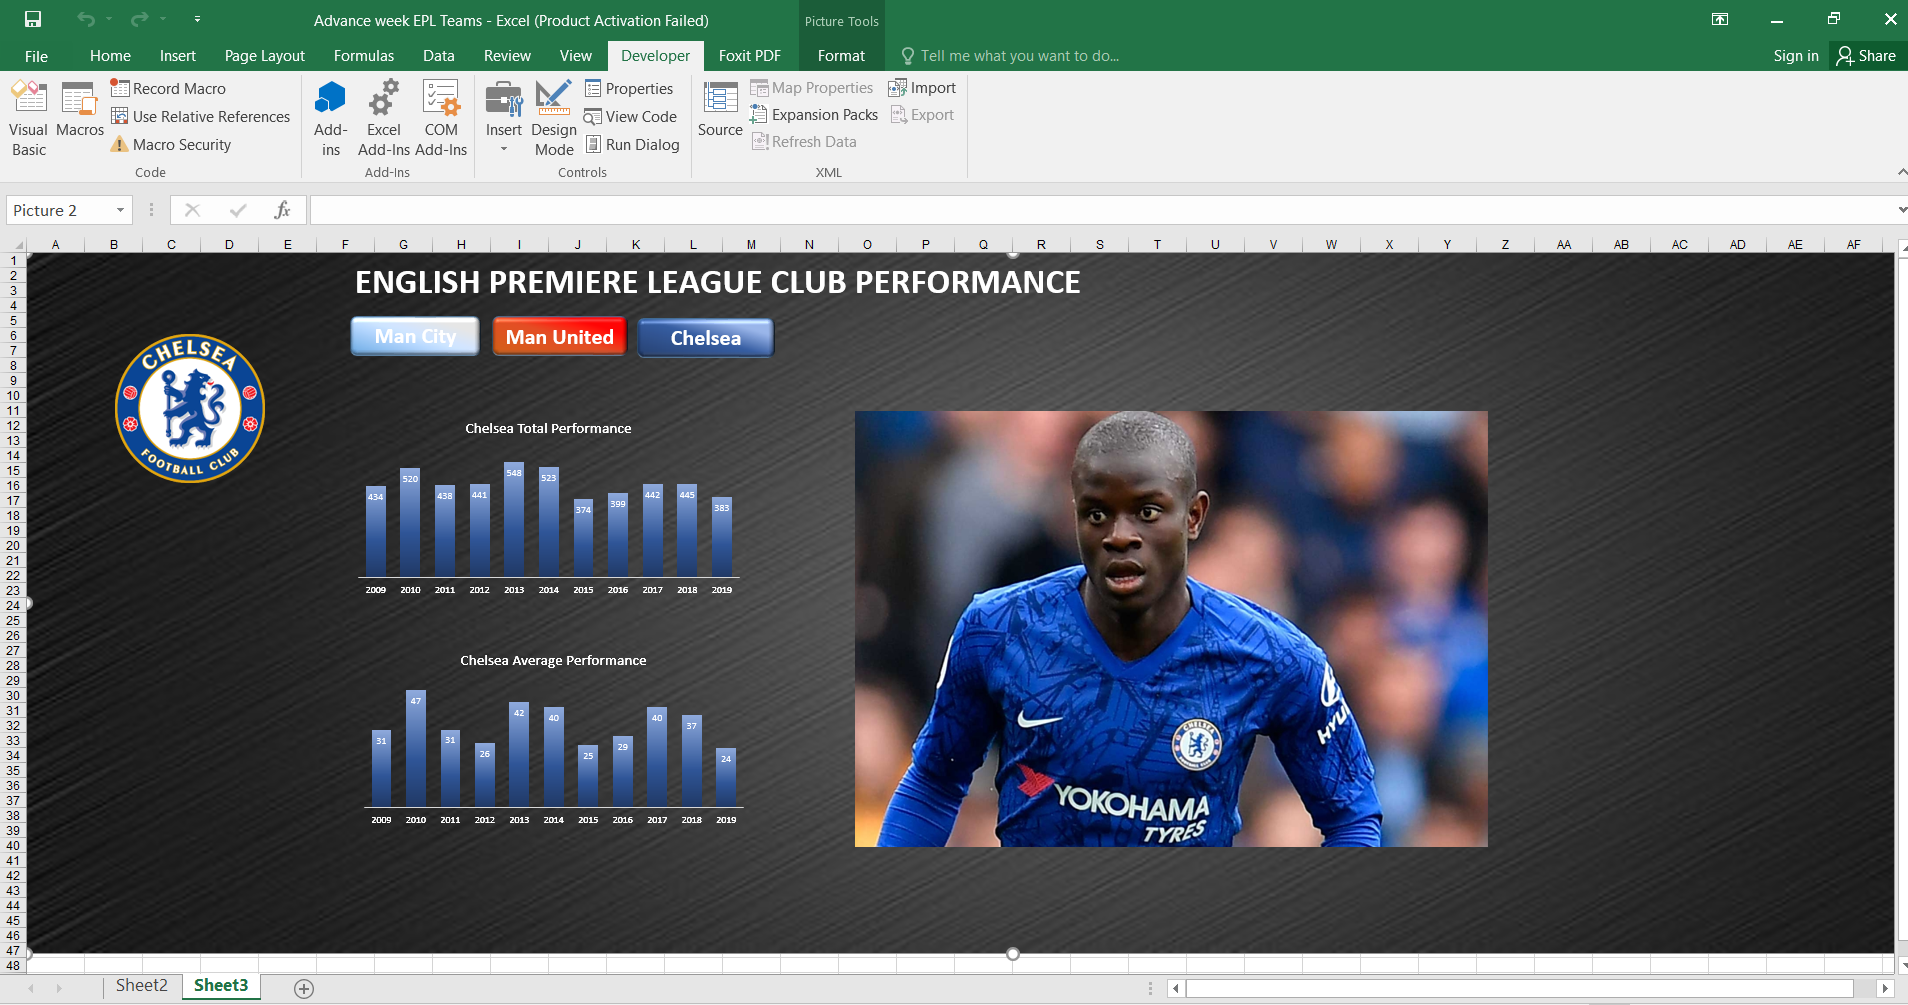 Advance week EPL Teams - Excel (Product Activation Failed)
Picture Tools
File Home Insert Page Layout Formulas Data Review View Developer Foxit PDF Format Tell me what you want to do... Sign in Share
Visual Basic
Macros
Record Macro
Use Relative References
Macro Security
Code
Add-ins
Excel Add-Ins
COM Add-Ins
Add-Ins
Insert
Design Mode
Properties
View Code
Run Dialog
Controls
Source
Map Properties
Expansion Packs
Refresh Data
Import
Export
XML
Picture 2
fx
A B C D E F G H I J K L M N O P Q R S T U V W X Y Z AA AB AC AD AE AF
1
2
3
4
5
6
7
8
9
10
11
12
13
14
15
16
17
18
19
20
21
22
23
24
25
26
27
28
29
30
31
32
33
34
35
36
37
38
39
40
41
42
43
44
45
46
47
48
ENGLISH PREMIERE LEAGUE CLUB PERFORMANCE
Man City Man United Chelsea
CHELSEA
FOOTBALL CLUB
Chelsea Total Performance
434 520 438 441 548 523 374 399 442 445 383
2009 2010 2011 2012 2013 2014 2015 2016 2017 2018 2019
Chelsea Average Performance
31 47 31 26 42 40 25 29 40 37 24
2009 2010 2011 2012 2013 2014 2015 2016 2017 2018 2019
HYU
CHELSEA
FOOTBALL CLUB
YOKOHAMA
TYRES
Sheet2 Sheet3